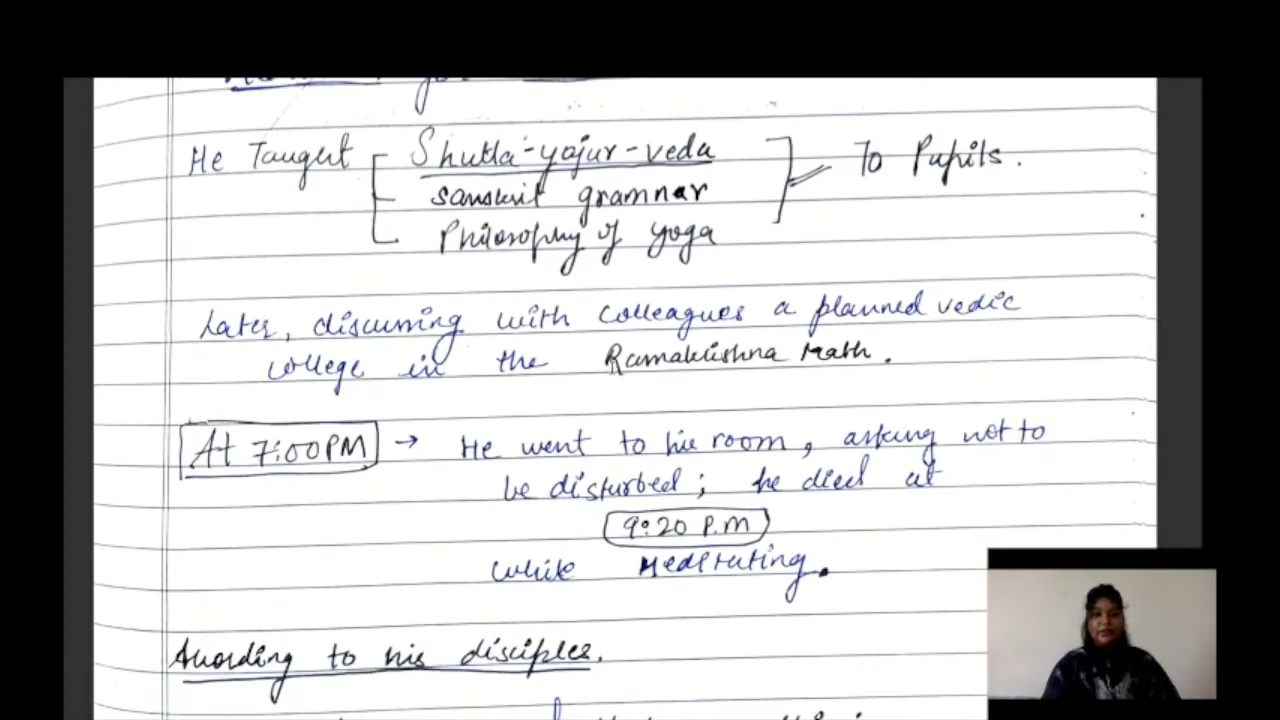 He Taught Shukla-yajur-veda To Pupils.
sanskrit grammar
Philosophy of yoga
Later, discussing with colleagues a planned vedic
college in the Ramakrishna Math.
At 7:00PM → He went to his room, asking not to
be disturbed; he died at
9:20 P.M
while Meditating.
According to his disciples.